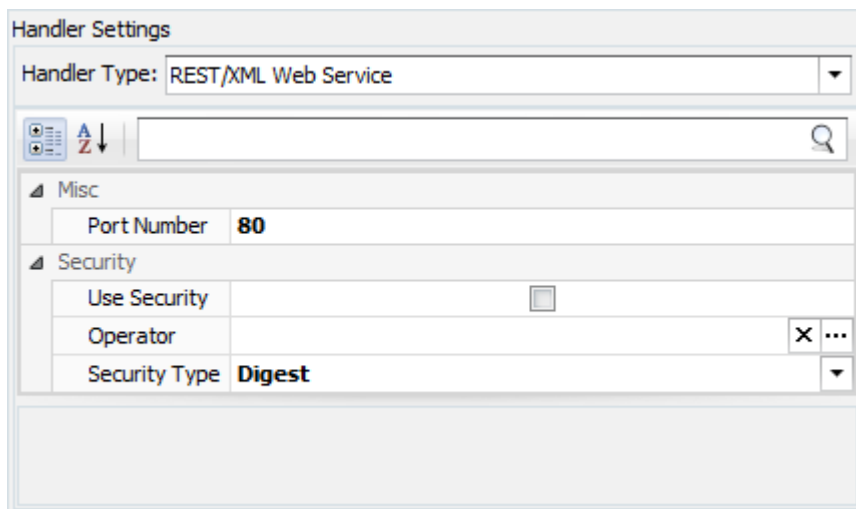 Handler Settings
Handler Type: REST/XML Web Service
A
Z
Misc
Port Number 80
Security
Use Security
Operator
Security Type Digest